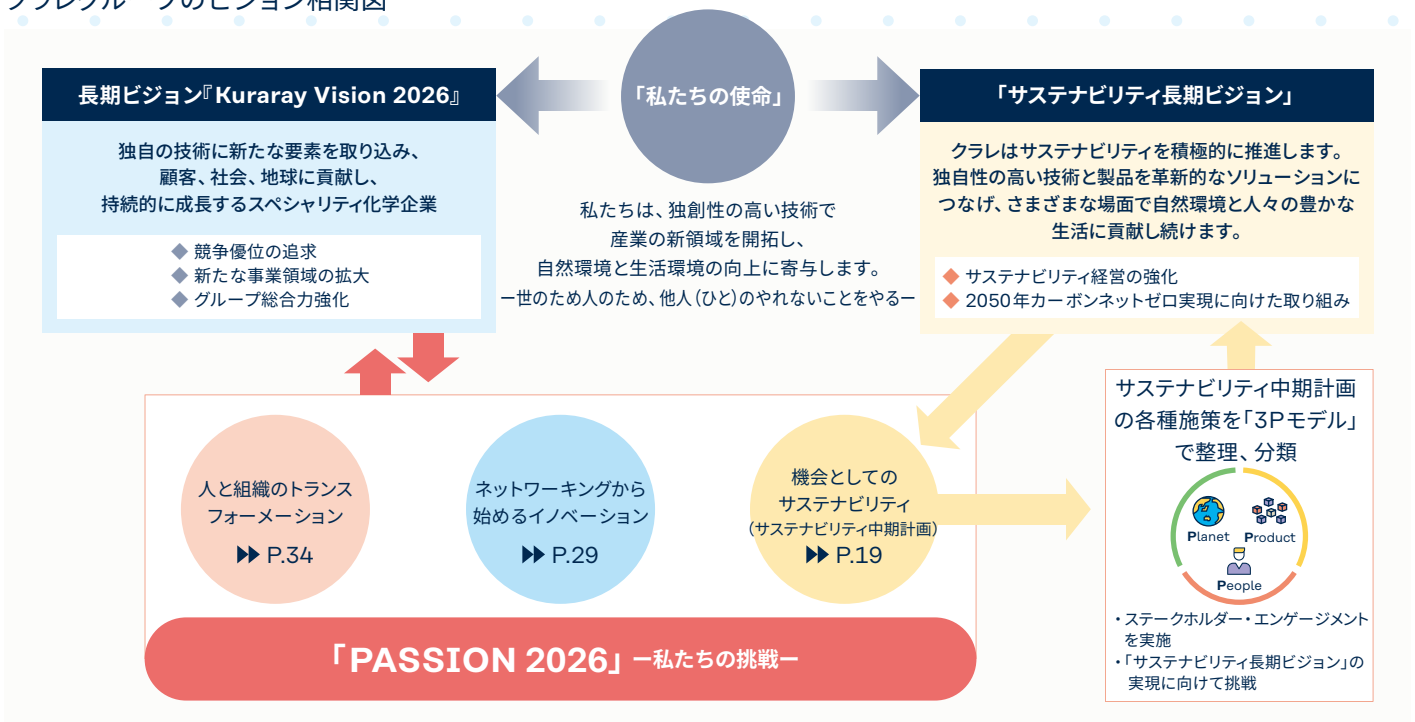 クラレグループのビジョン相関図
「私たちの使命」
長期ビジョン『Kuraray Vision 2026』
独自の技術に新たな要素を取り込み、
顧客、社会、地球に貢献し、
持続的に成長するスペシャリティ化学企業
◆ 競争優位の追求
◆ 新たな事業領域の拡大
◆ グループ総合力強化
私たちは、独創性の高い技術で
産業の新領域を開拓し、
自然環境と生活環境の向上に寄与します。
ー世のため人のため、他人(ひと)のやれないことをやるー
「サステナビリティ長期ビジョン」
クラレはサステナビリティを積極的に推進します。
独自性の高い技術と製品を革新的なソリューションに
つなげ、さまざまな場面で自然環境と人々の豊かな
生活に貢献し続けます。
◆ サステナビリティ経営の強化
◆ 2050年カーボンネットゼロ実現に向けた取り組み
人と組織のトランス
フォーメーション
P.34
ネットワーキングから
始めるイノベーション
P.29
機会としての
サステナビリティ
(サステナビリティ中期計画)
P.19
「PASSION 2026」ー私たちの挑戦ー
サステナビリティ中期計画
の各種施策を「3Pモデル」
で整理、分類
Planet
Product
People
・ステークホルダー・エンゲージメント
を実施
・「サステナビリティ長期ビジョン」の
実現に向けて挑戦